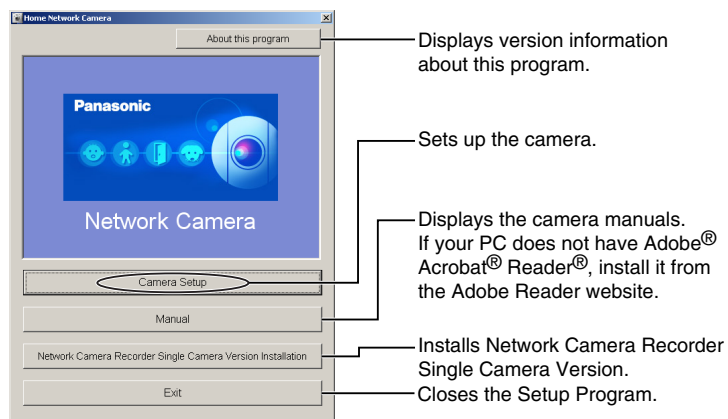 Home Network Camera
About this program
Displays version information
about this program.
Panasonic
Network Camera
Sets up the camera.
Camera Setup
Displays the camera manuals.
If your PC does not have Adobe®
Acrobat® Reader®, install it from
the Adobe Reader website.
Manual
Network Camera Recorder Single Camera Version Installation
Installs Network Camera Recorder
Single Camera Version.
Exit
Closes the Setup Program.